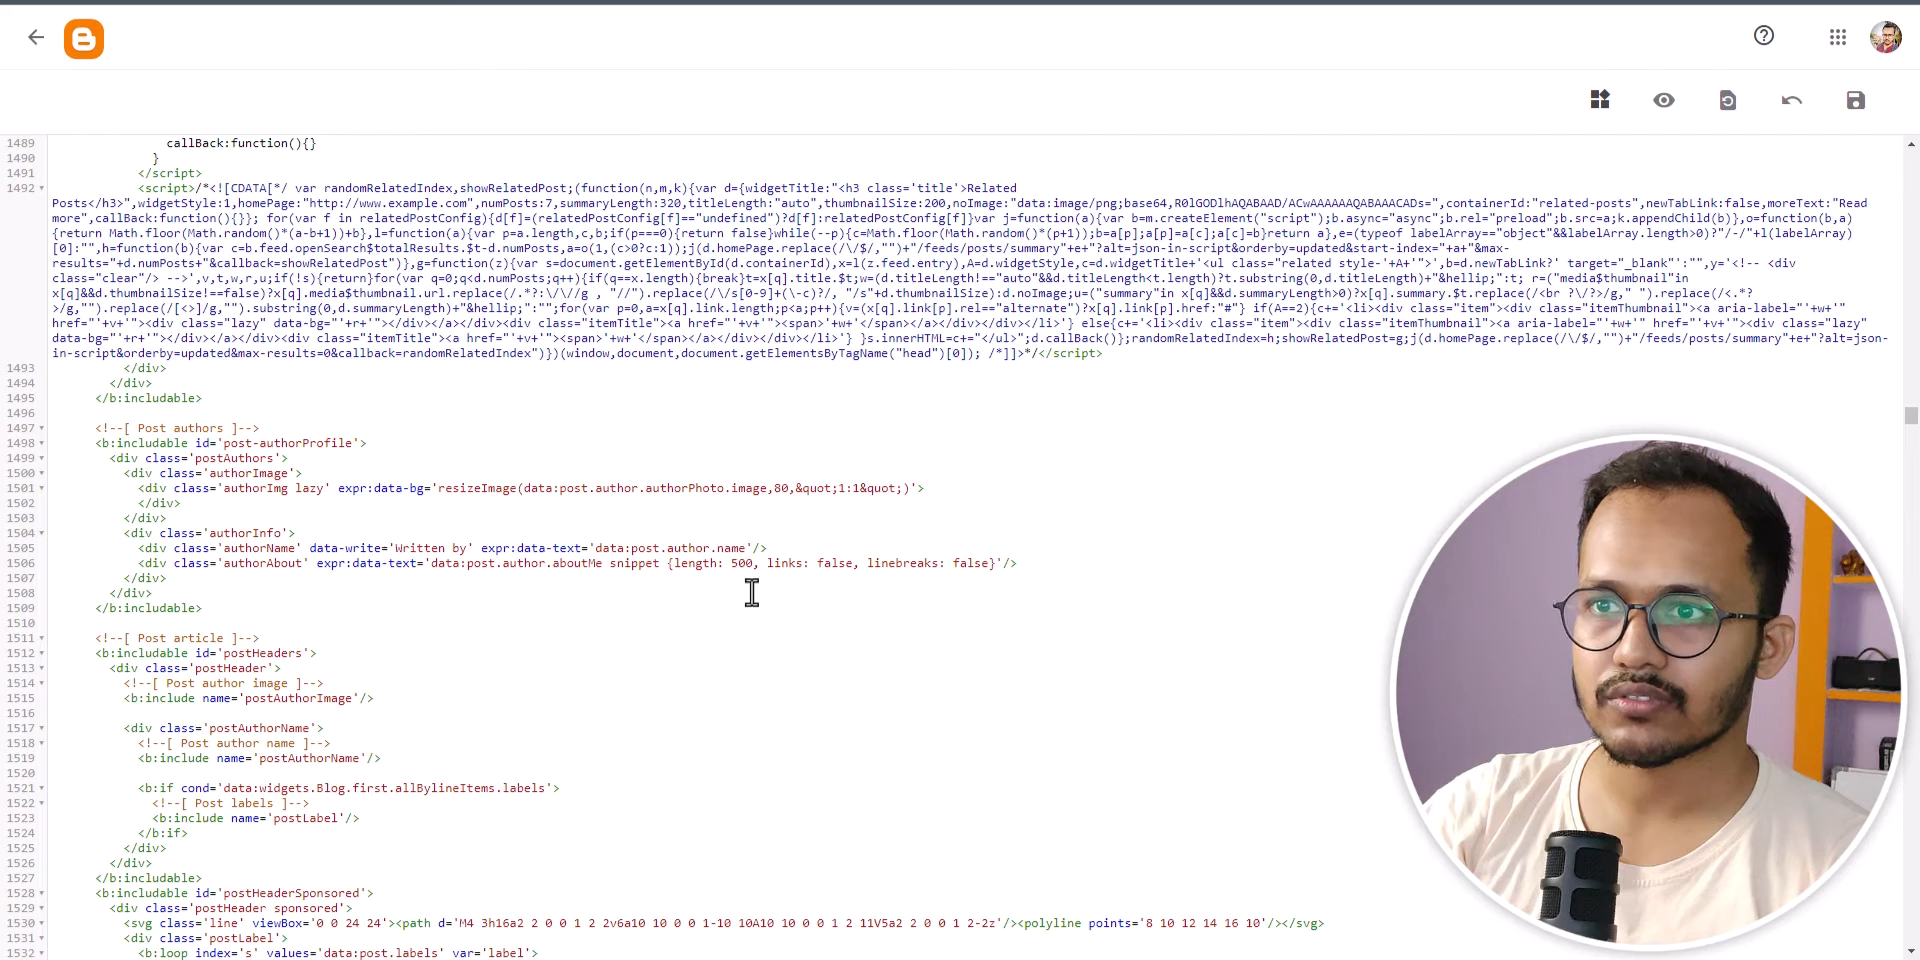 1489 callBack:function(){}
1490 }
1491 </script>
1492 <script>/*<![CDATA[*/ var randomRelatedIndex,showRelatedPost;(function(n,m,k){var d={widgetTitle:"<h3 class='title'>Related
Posts</h3>",widgetStyle:1,homePage:"http://www.example.com",numPosts:7,summaryLength:320,titleLength:"auto",thumbnailSize:200,noImage:"data:image/png;base64,R0lGODlhAQABAAD/ACwAAAAAAQABAAACADs=",containerId:"related-posts",newTabLink:false,moreText:"Read
more",callBack:function(){}}; for(var f in relatedPostConfig){d[f]=(relatedPostConfig[f]=="undefined")?d[f]:relatedPostConfig[f]}var j=function(a){var b=m.createElement("script");b.async="async";b.rel="preload";b.src=a;k.appendChild(b)},o=function(b,a)
{return Math.floor(Math.random()*(a-b+1))+b},l=function(a){var p=a.length,c,b;if(p===0){return false}while(--p){c=Math.floor(Math.random()*(p+1));b=a[p];a[p]=a[c];a[c]=b}return a},e=(typeof labelArray=="object"&&labelArray.length>0)?"/-/"+l(labelArray)
[0]:"",h=function(b){var c=b.feed.openSearch$totalResults.$t-d.numPosts,a=o(1,(c>0?c:1));j(d.homePage.replace(/\/$/,"")+"/feeds/posts/summary"+e+"?alt=json-in-script&orderby=updated&start-index="+a+"&max-
results="+d.numPosts+"&callback=showRelatedPost")},g=function(z){var s=document.getElementById(d.containerId),x=l(z.feed.entry),A=d.widgetStyle,c=d.widgetTitle+'<ul class="related style-'+A+'">',b=d.newTabLink?' target="_blank"':"",y='<!-- <div
class="clear"/> -->',v,t,w,r,u;if(!s){return}for(var q=0;q<d.numPosts;q++){if(q==x.length){break}t=x[q].title.$t;w=(d.titleLength!=="auto"&&d.titleLength<t.length)?t.substring(0,d.titleLength)+"&hellip;":t; r=("media$thumbnail"in
x[q]&&d.thumbnailSize!==false)?x[q].media$thumbnail.url.replace(/.*?:\/\//g , "//").replace(/\/s[0-9]+(\-c)?/, "/s"+d.thumbnailSize):d.noImage;u=("summary"in x[q]&&d.summaryLength>0)?x[q].summary.$t.replace(/<br ?\/?>/g," ").replace(/<.*?
>/g,"").replace(/[<>]/g,"").substring(0,d.summaryLength)+"&hellip;":"";for(var p=0,a=x[q].link.length;p<a;p++){v=(x[q].link[p].rel=="alternate")?x[q].link[p].href:"#"} if(A==2){c+='<li><div class="item"><div class="itemThumbnail"><a aria-label="'+w+'"
href="'+v+'"><div class="lazy" data-bg="'+r+'"></div></a></div><div class="itemTitle"><a href="'+v+'"><span>'+w+'</span></a></div></div></li>'} else{c+='<li><div class="item"><div class="itemThumbnail"><a aria-label="'+w+'" href="'+v+'"><div class="lazy"
data-bg="'+r+'"></div></a></div><div class="itemTitle"><a href="'+v+'"><span>'+w+'</span></a></div></div></li>'} }s.innerHTML=c+="</ul>";d.callBack()};randomRelatedIndex=h;showRelatedPost=g;j(d.homePage.replace(/\/$/,"")+"/feeds/posts/summary"+e+"?alt=json-
in-script&orderby=updated&max-results=0&callback=randomRelatedIndex")})(window,document,document.getElementsByTagName("head")[0]); /*]]>*/</script>
1493 </div>
1494 </div>
1495 </b:includable>
1496
1497 <!--[ Post authors ]-->
1498 <b:includable id='post-authorProfile'>
1499 <div class='postAuthors'>
1500 <div class='authorImage'>
1501 <div class='authorImg lazy' expr:data-bg='resizeImage(data:post.author.authorPhoto.image,80,&quot;1:1&quot;)'>
1502 </div>
1503 </div>
1504 <div class='authorInfo'>
1505 <div class='authorName' data-write='Written by' expr:data-text='data:post.author.name'/>
1506 <div class='authorAbout' expr:data-text='data:post.author.aboutMe snippet {length: 500, links: false, linebreaks: false}'/>
1507 </div>
1508 </div>
1509 </b:includable>
1510
1511 <!--[ Post article ]-->
1512 <b:includable id='postHeaders'>
1513 <div class='postHeader'>
1514 <!--[ Post author image ]-->
1515 <b:include name='postAuthorImage'/>
1516
1517 <div class='postAuthorName'>
1518 <!--[ Post author name ]-->
1519 <b:include name='postAuthorName'/>
1520
1521 <b:if cond='data:widgets.Blog.first.allBylineItems.labels'>
1522 <!--[ Post labels ]-->
1523 <b:include name='postLabel'/>
1524 </b:if>
1525 </div>
1526 </div>
1527 </b:includable>
1528 <b:includable id='postHeaderSponsored'>
1529 <div class='postHeader sponsored'>
1530 <svg class='line' viewBox='0 0 24 24'><path d='M4 3h16a2 2 0 0 1 2 2v6a10 10 0 0 1-10 10A10 10 0 0 1 2 11V5a2 2 0 0 1 2-2z'/><polyline points='8 10 12 14 16 10'/></svg>
1531 <div class='postLabel'>
1532 <b:loop index='s' values='data:post.labels' var='label'>